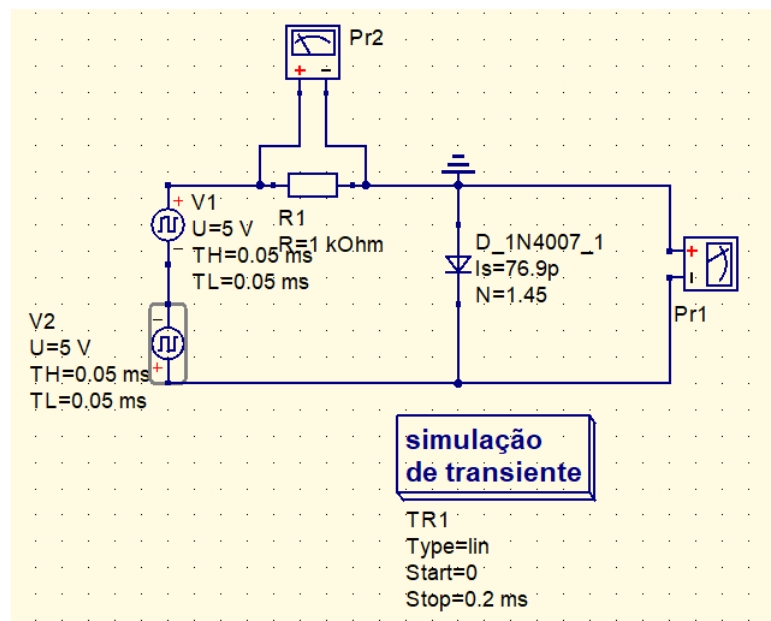 Pr2
V1
U=5 V
TH=0.05 ms
TL=0.05 ms
R1
R=1 kOhm
D_1N4007_1
Is=76.9p
N=1.45
Pr1
V2
U=5 V
TH=0.05 ms
TL=0.05 ms
simulação
de transiente
TR1
Type=lin
Start=0
Stop=0.2 ms